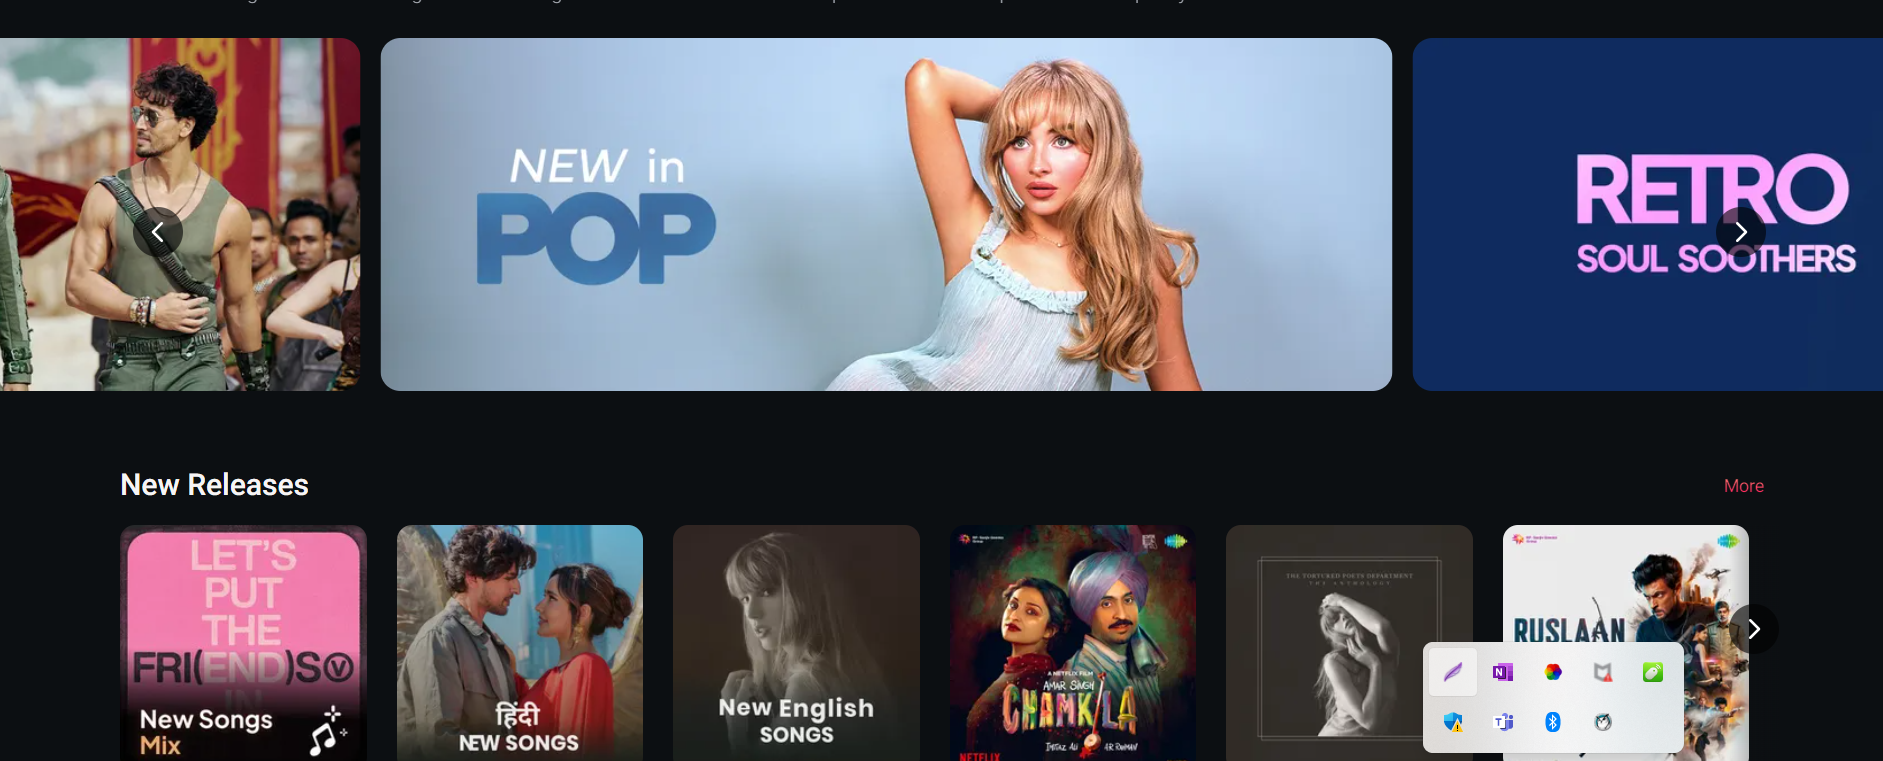 NEW in
POP
RETRO
SOUL SOOTHERS
New Releases
More
LET'S
PUT
THE
FRI(END)S
IN
New Songs
Mix
हिंदी
NEW SONGS
New English
SONGS
A NETFLIX FILM
AMAR SINGH
CHAMKILA
IMTIAZ ALI
A R RAHMAN
NETFLIX
THE TORTURED POETS DEPARTMENT
THE ANTHOLOGY
RUSLAAN